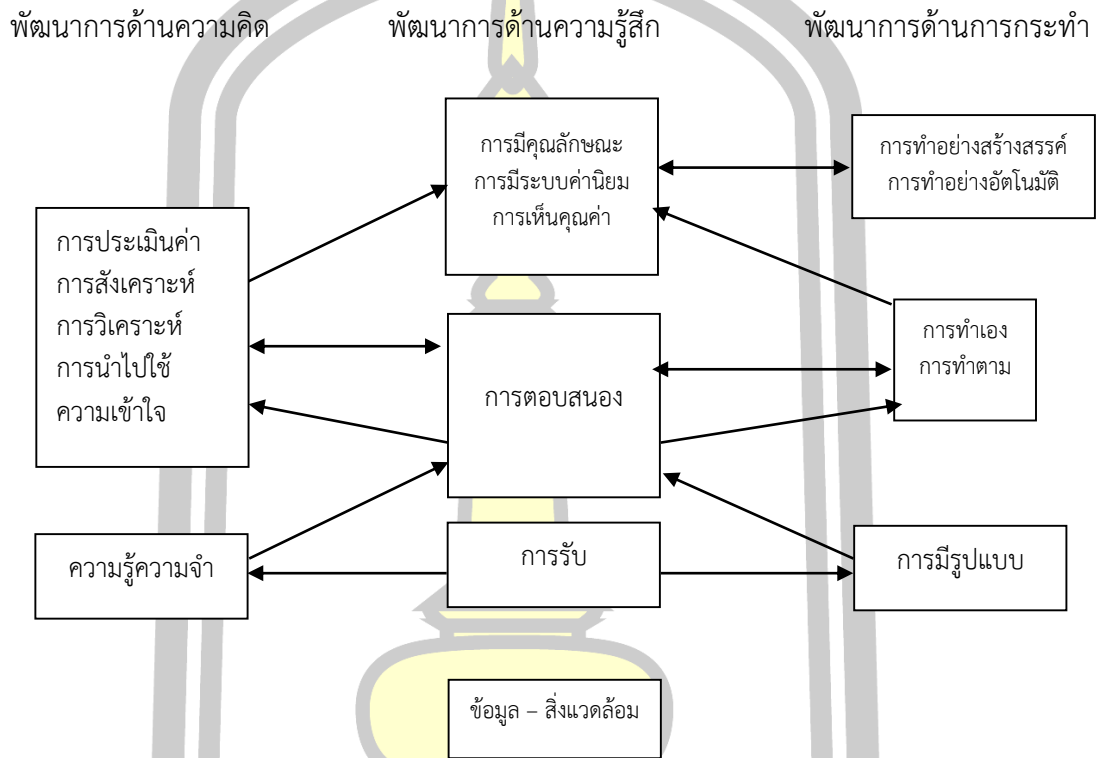 พัฒนาการด้านความคิด
พัฒนาการด้านความรู้สึก
พัฒนาการด้านการกระทำ
การมีคุณลักษณะ
การมีระบบค่านิยม
การเห็นคุณค่า
การทำอย่างสร้างสรรค์
การทำอย่างอัตโนมัติ
การประเมินค่า
การสังเคราะห์
การวิเคราะห์
การนำไปใช้
ความเข้าใจ
การตอบสนอง
การทำเอง
การทำตาม
ความรู้ความจำ
การรับ
การมีรูปแบบ
ข้อมูล – สิ่งแวดล้อม